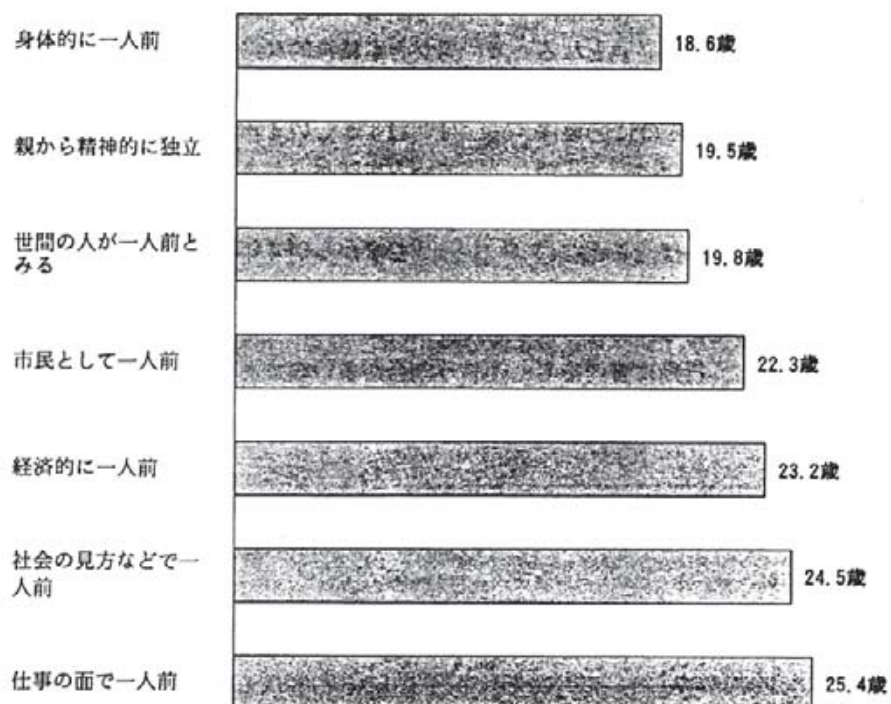 身体的に一人前
18.6歳
親から精神的に独立
19.5歳
世間の人が一人前と
みる
19.8歳
市民として一人前
22.3歳
経済的に一人前
23.2歳
社会の見方などで一
人前
24.5歳
仕事の面で一人前
25.4歳